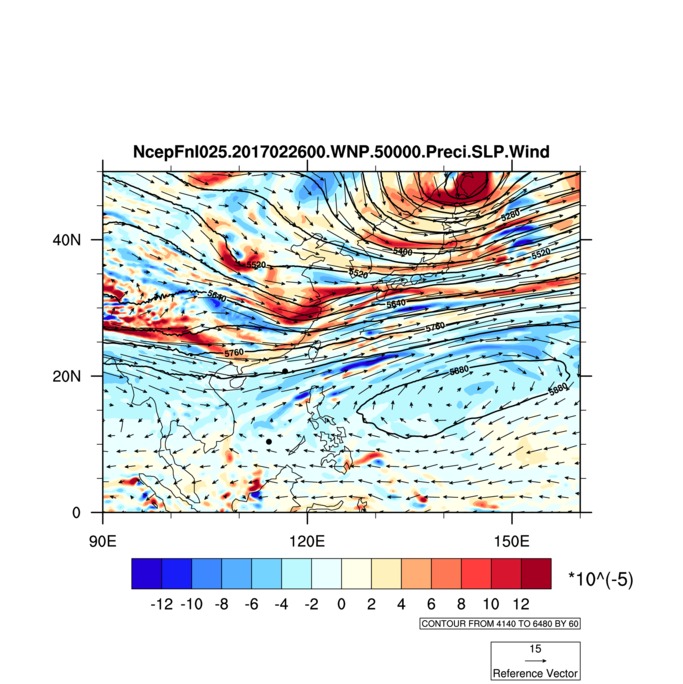 NcepFnl025.2017022600.WNP.50000.Preci.SLP.Wind
5280
40N
5400
5520
5520
5520
5640
5640
5760
5760
20N
5880
5880
0
90E 120E 150E
-12 -10 -8 -6 -4 -2 0 2 4 6 8 10 12
*10^(-5)
CONTOUR FROM 4140 TO 6480 BY 60
15
Reference Vector